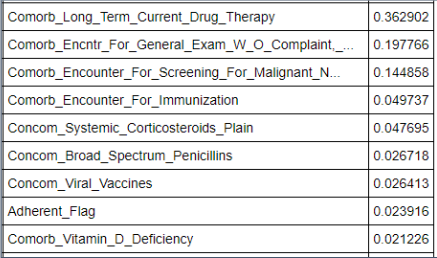 Comorb_Long_Term_Current_Drug_Therapy 0.362902
Comorb_Encntr_For_General_Exam_W_O_Complaint,_... 0.197766
Comorb_Encounter_For_Screening_For_Malignant_N... 0.144858
Comorb_Encounter_For_Immunization 0.049737
Concom_Systemic_Corticosteroids_Plain 0.047695
Concom_Broad_Spectrum_Penicillins 0.026718
Concom_Viral_Vaccines 0.026413
Adherent_Flag 0.023916
Comorb_Vitamin_D_Deficiency 0.021226